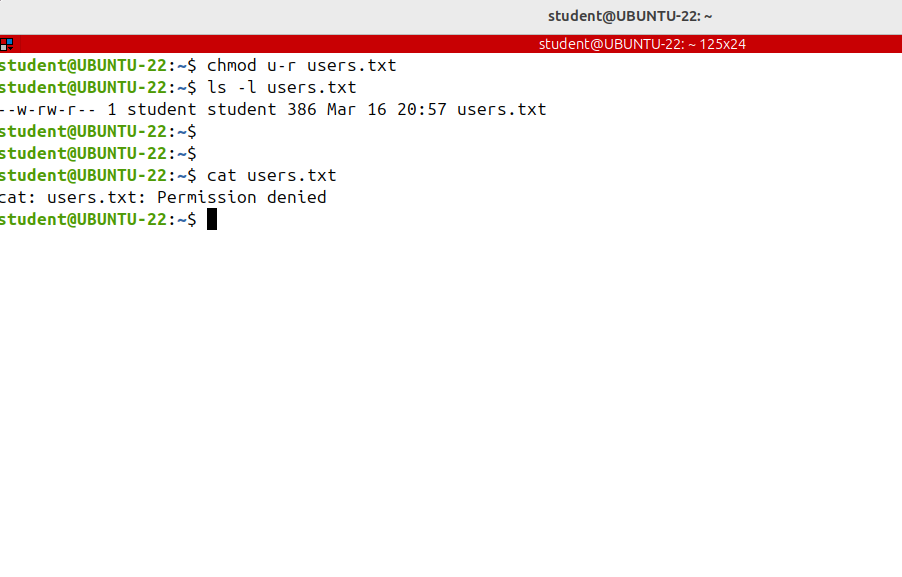 student@UBUNTU-22: ~
student@UBUNTU-22: ~ 125x24
student@UBUNTU-22:~$ chmod u-r users.txt
student@UBUNTU-22:~$ ls -l users.txt
--w-rw-r-- 1 student student 386 Mar 16 20:57 users.txt
student@UBUNTU-22:~$
student@UBUNTU-22:~$
student@UBUNTU-22:~$ cat users.txt
cat: users.txt: Permission denied
student@UBUNTU-22:~$